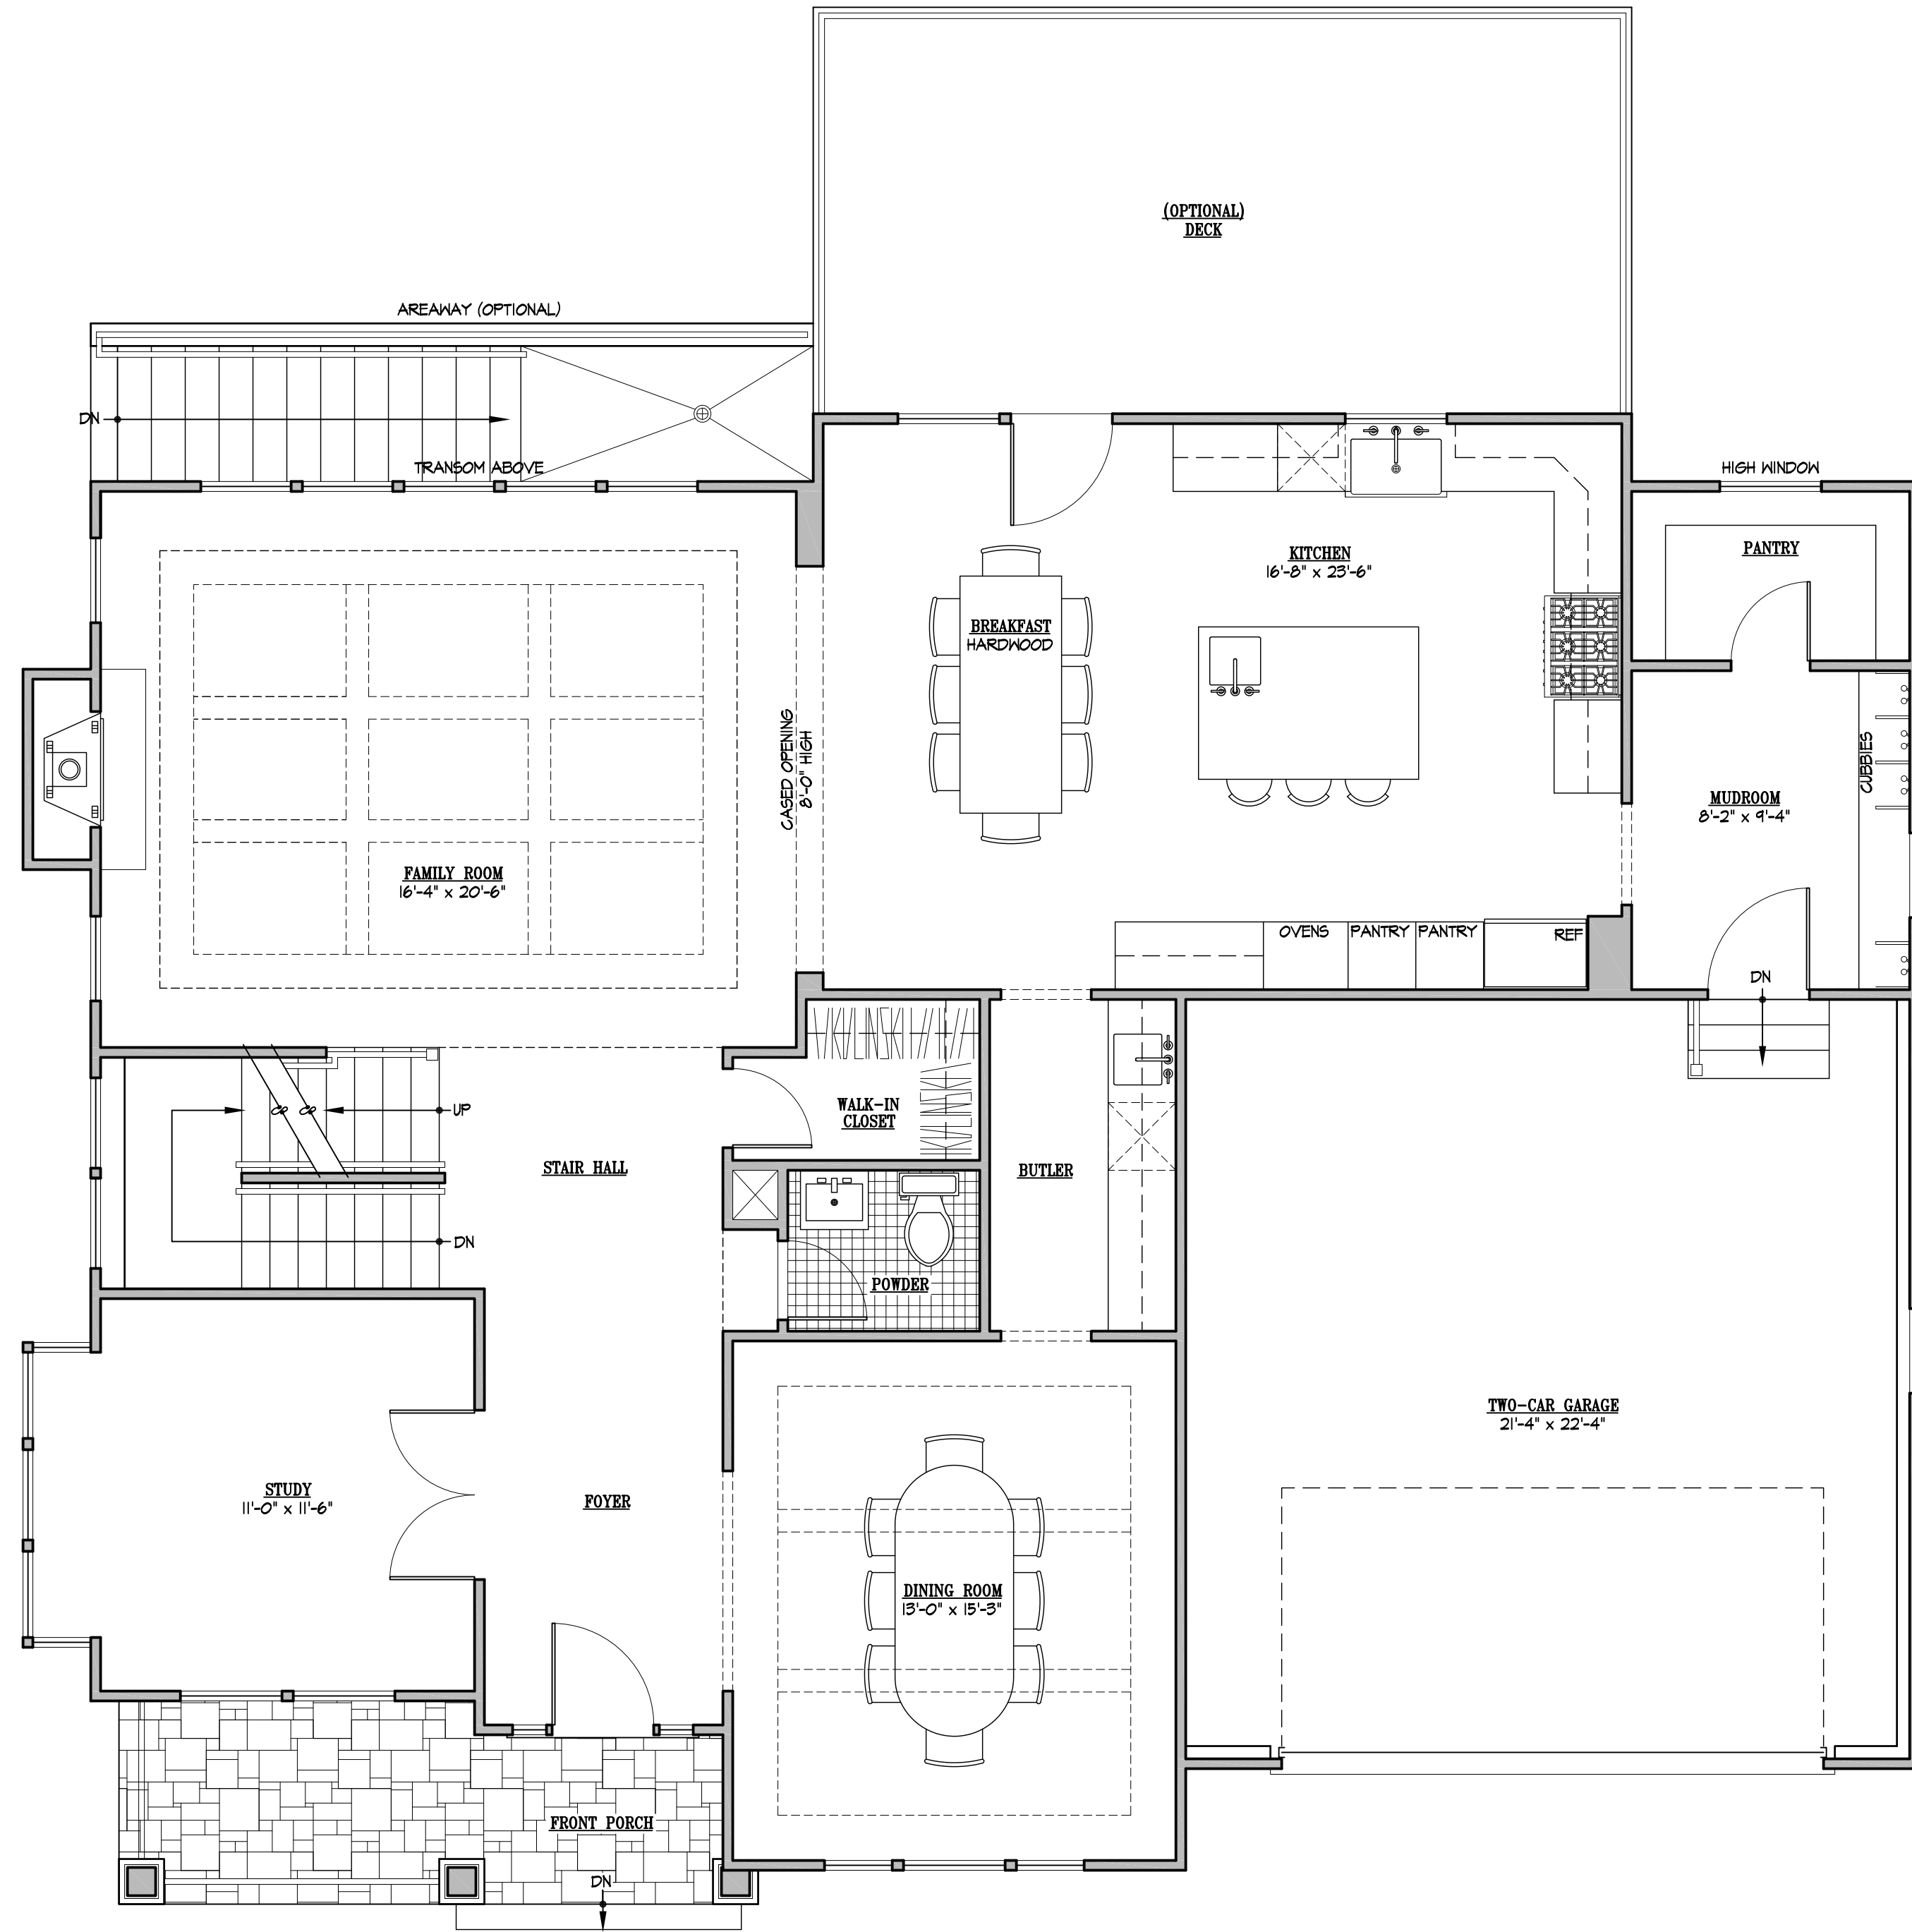 (OPTIONAL)
DECK
AREAWAY (OPTIONAL)
DN
TRANSOM ABOVE
HIGH WINDOW
PANTRY
KITCHEN
16'-8" x 23'-6"
BREAKFAST
HARDWOOD
CASED OPENING
8'-0" HIGH
CUBBIES
MUDROOM
8'-2" x 9'-4"
FAMILY ROOM
16'-4" x 20'-6"
OVENS
PANTRY
PANTRY
REF
DN
UP
WALK-IN
CLOSET
STAIR HALL
BUTLER
DN
POWDER
TWO-CAR GARAGE
21'-4" x 22'-4"
STUDY
11'-0" x 11'-6"
FOYER
DINING ROOM
13'-0" x 15'-3"
FRONT PORCH
DN